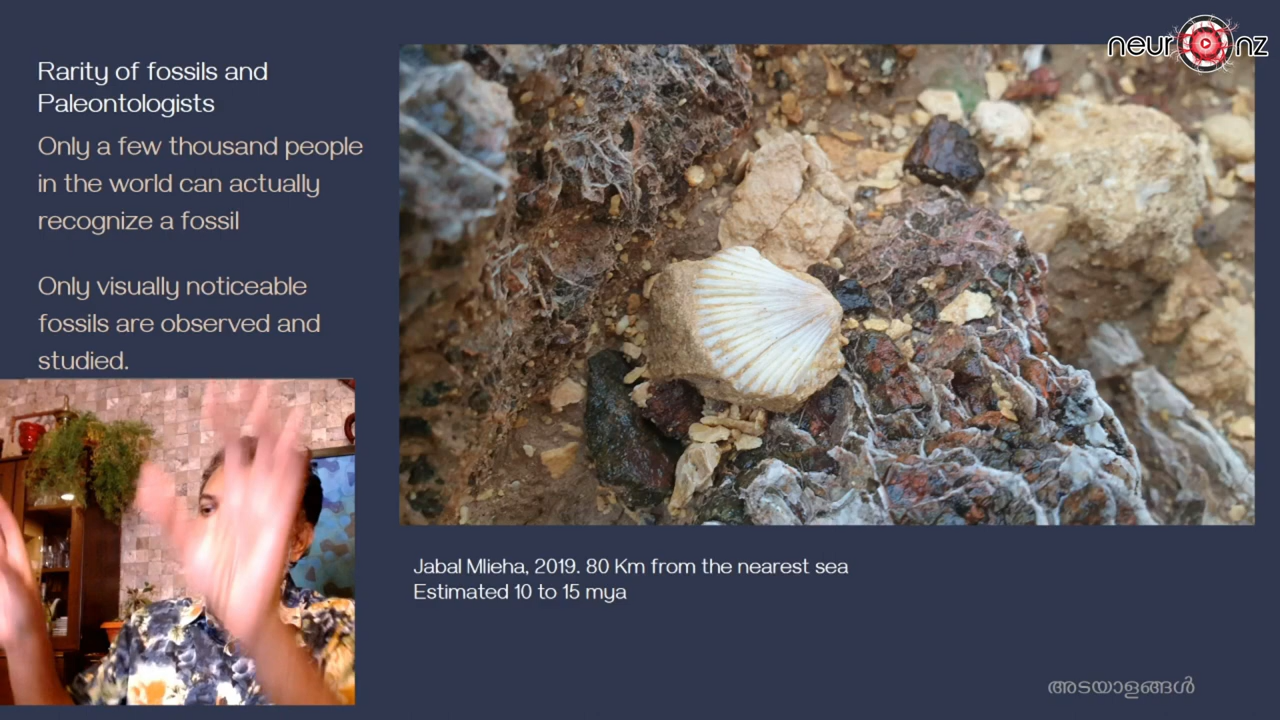 neuronz
Rarity of fossils and
Paleontologists
Only a few thousand people
in the world can actually
recognize a fossil
Only visually noticeable
fossils are observed and
studied.
Jabal Mlieha, 2019. 80 Km from the nearest sea
Estimated 10 to 15 mya
അടയാളങ്ങൾ